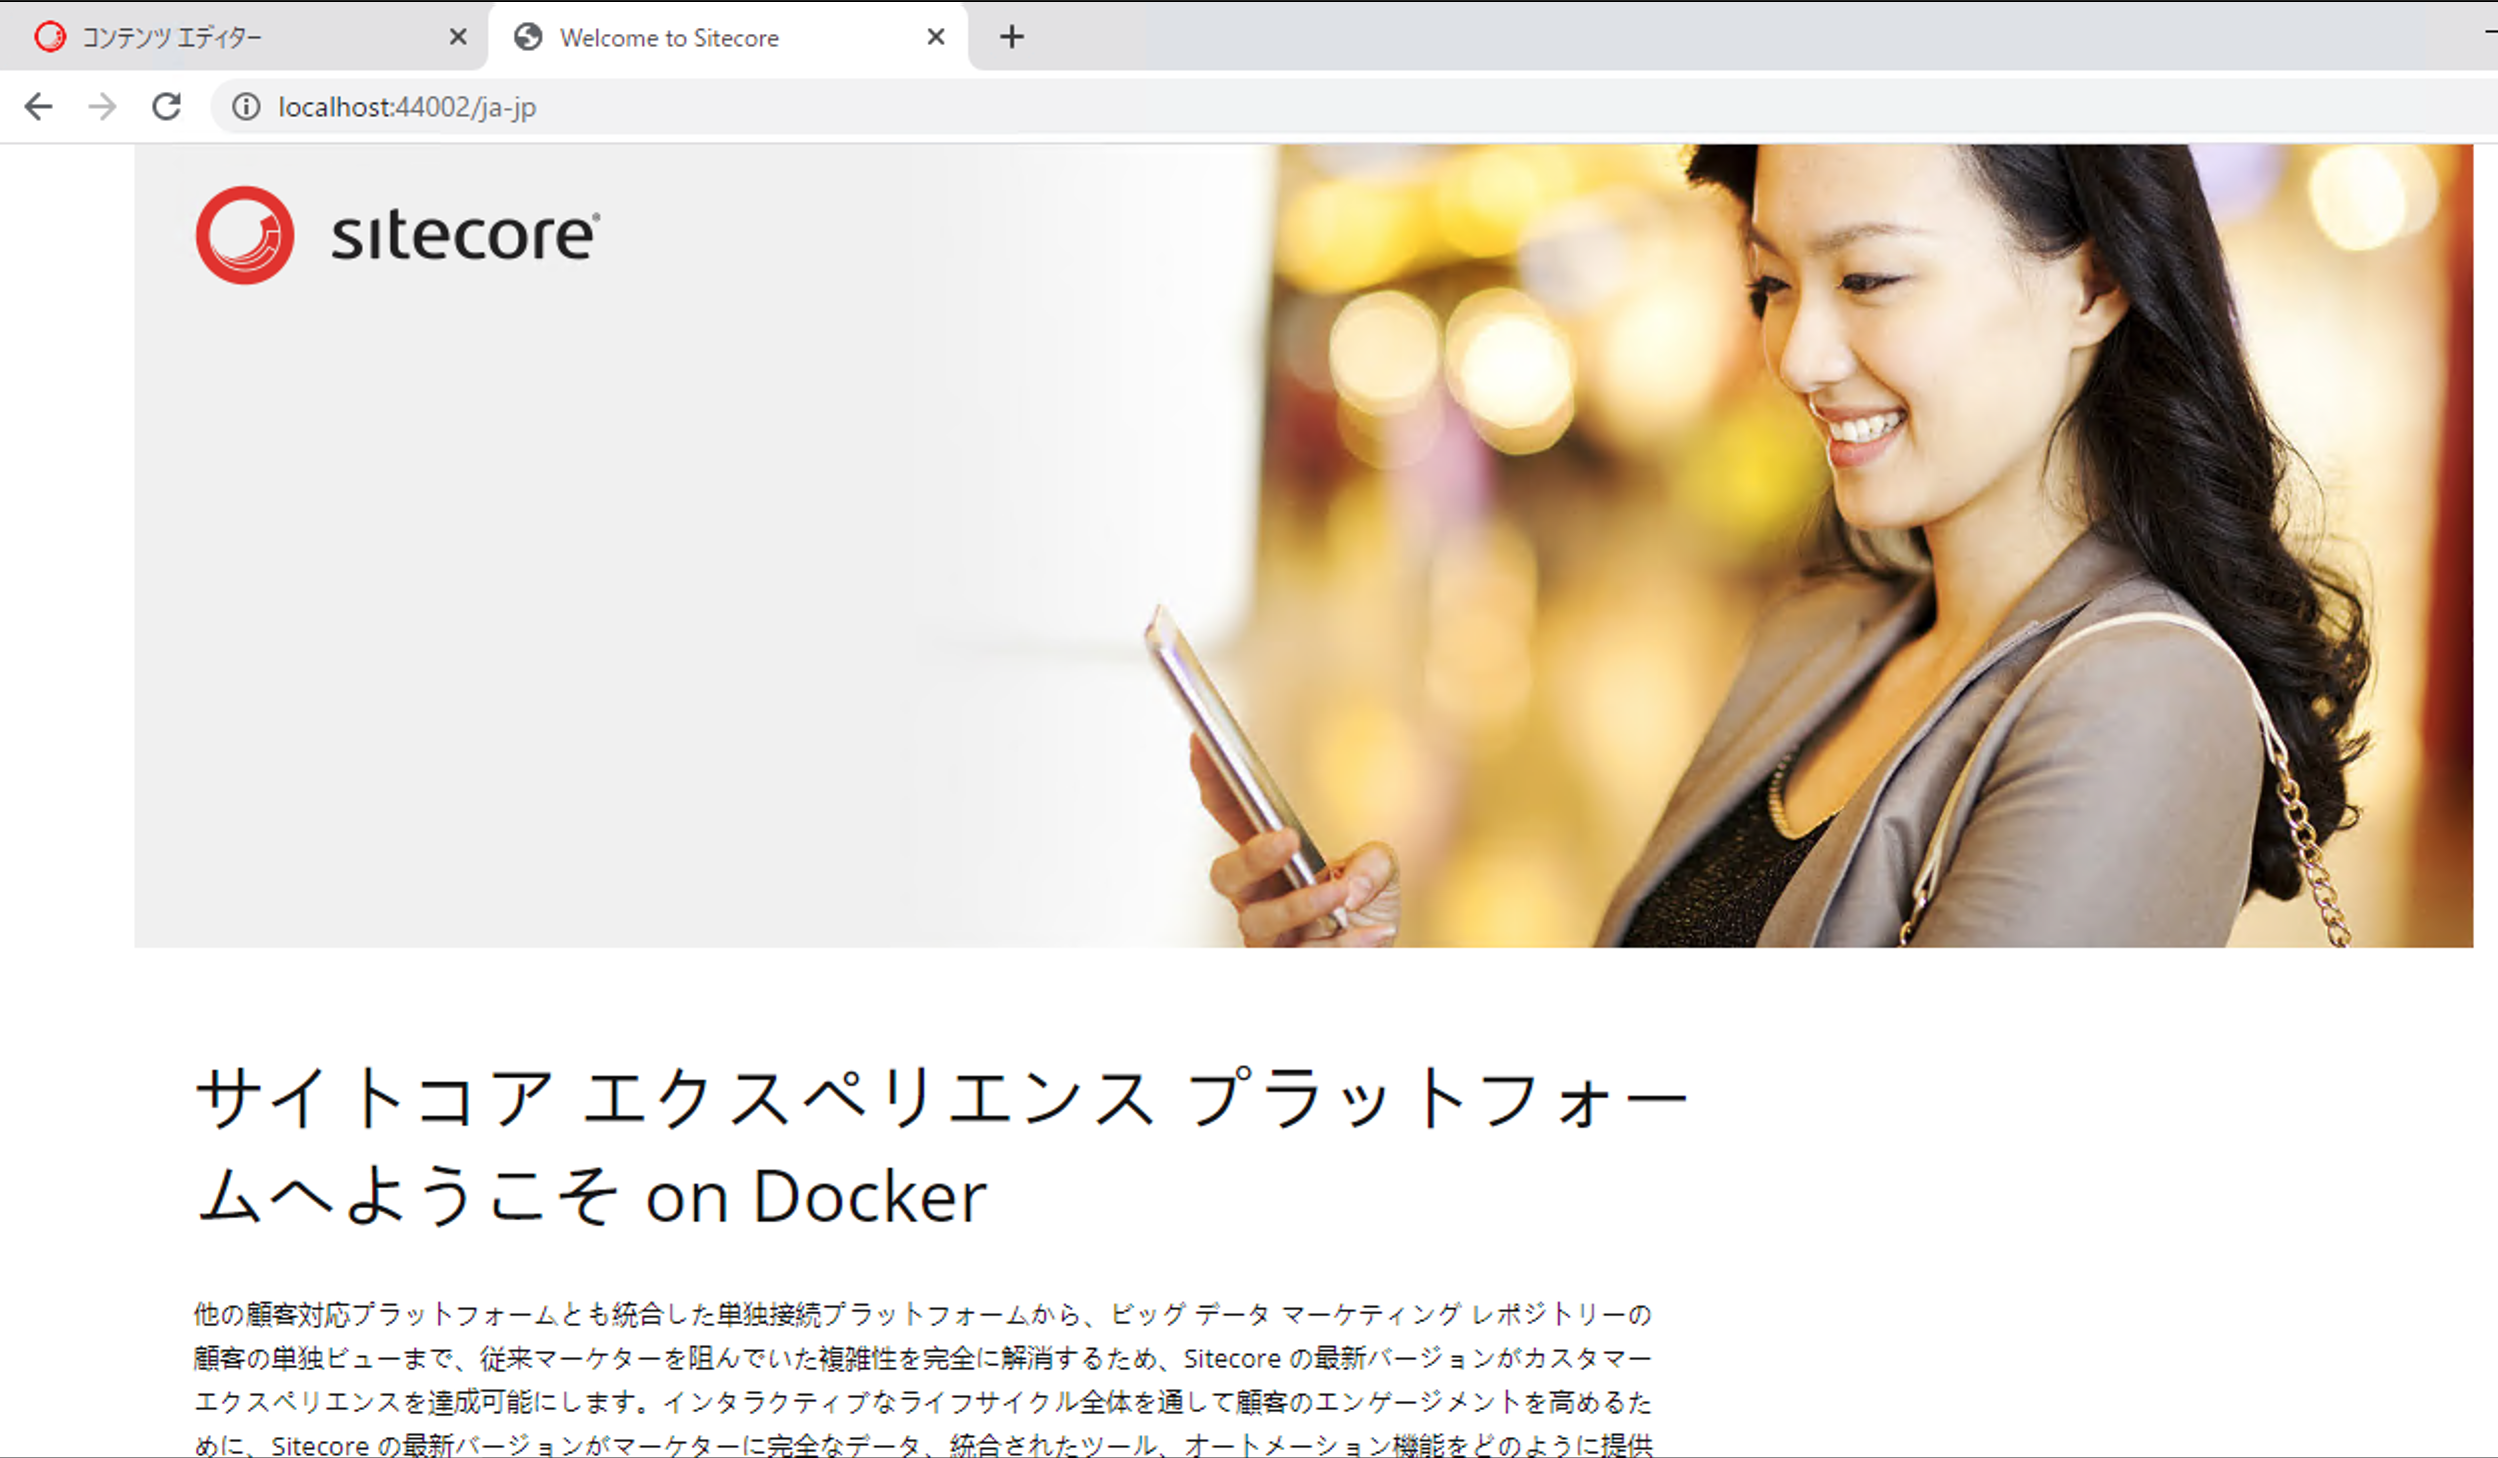 コンテンツ エディター
Welcome to Sitecore
localhost:44002/ja-jp
sitecore®
サイトコア エクスペリエンス プラットフォー
ムへようこそ on Docker
他の顧客対応プラットフォームとも統合した単独接続プラットフォームから、ビッグ データ マーケティング レポジトリーの
顧客の単独ビューまで、従来マーケターを阻んでいた複雑性を完全に解消するため、Sitecore の最新バージョンがカスタマー
エクスペリエンスを達成可能にします。インタラクティブなライフサイクル全体を通して顧客のエンゲージメントを高めるた
めに、Sitecore の最新バージョンがマーケターに完全なデータ、統合されたツール、オートメーション機能をどのように提供